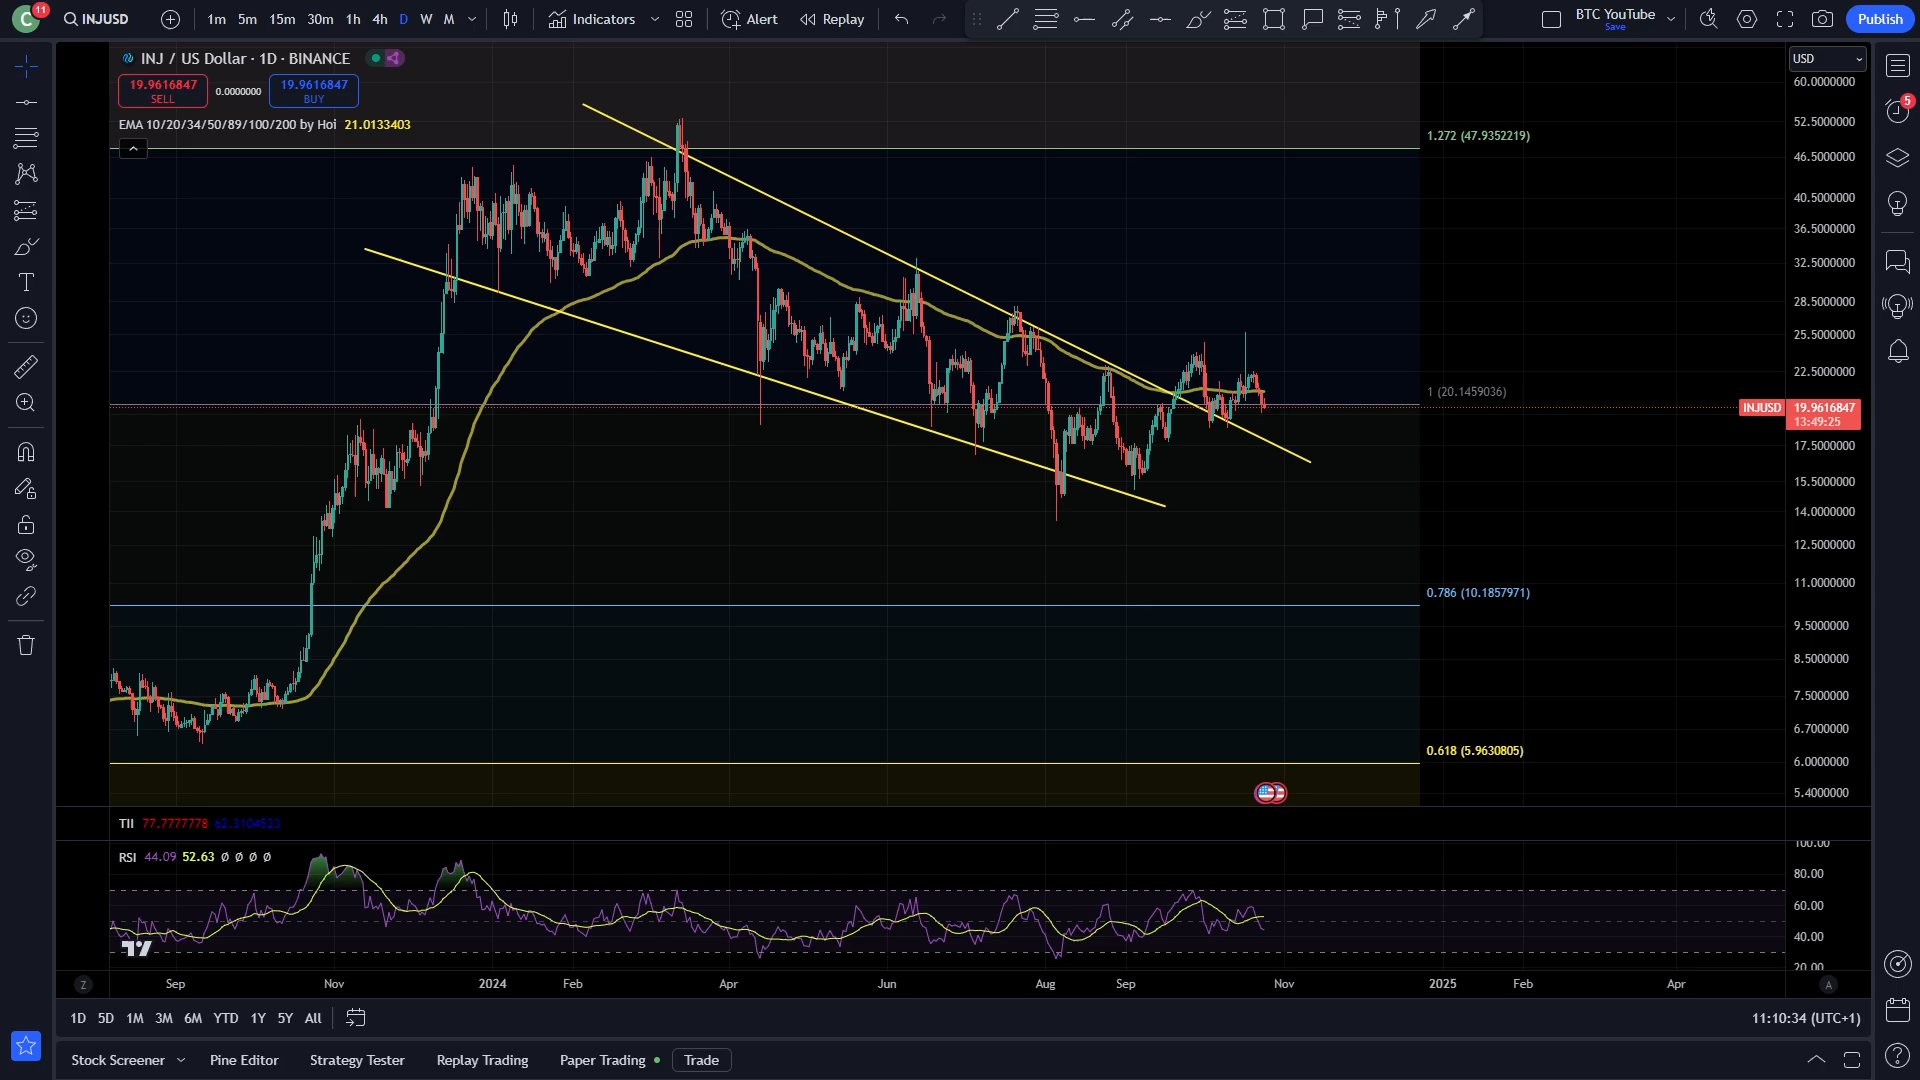 C 11 INJUSD 1m 5m 15m 30m 1h 4h D W M Indicators Alert Replay BTC YouTube Save Publish
INJ / US Dollar · 1D · BINANCE
19.9616847 SELL 0.0000000 19.9616847 BUY
EMA 10/20/34/50/89/100/200 by Hoi 21.0133403
USD
60.0000000
52.5000000
1.272 (47.9352219)
46.5000000
40.5000000
36.5000000
32.5000000
28.5000000
25.5000000
22.5000000
1 (20.1459036)
INJUSD 19.9616847
13:49:25
17.5000000
15.5000000
14.0000000
12.5000000
11.0000000
0.786 (10.1857971)
9.5000000
8.5000000
7.5000000
6.7000000
0.618 (5.9630805)
6.0000000
5.4000000
TII 77.7777778 62.3104523
RSI 44.09 52.63 Ø Ø Ø Ø
100.00
80.00
60.00
40.00
20.00
Z Sep Nov 2024 Feb Apr Jun Aug Sep Nov 2025 Feb Apr A
1D 5D 1M 3M 6M YTD 1Y 5Y All 11:10:34 (UTC+1)
Stock Screener Pine Editor Strategy Tester Replay Trading Paper Trading Trade
5